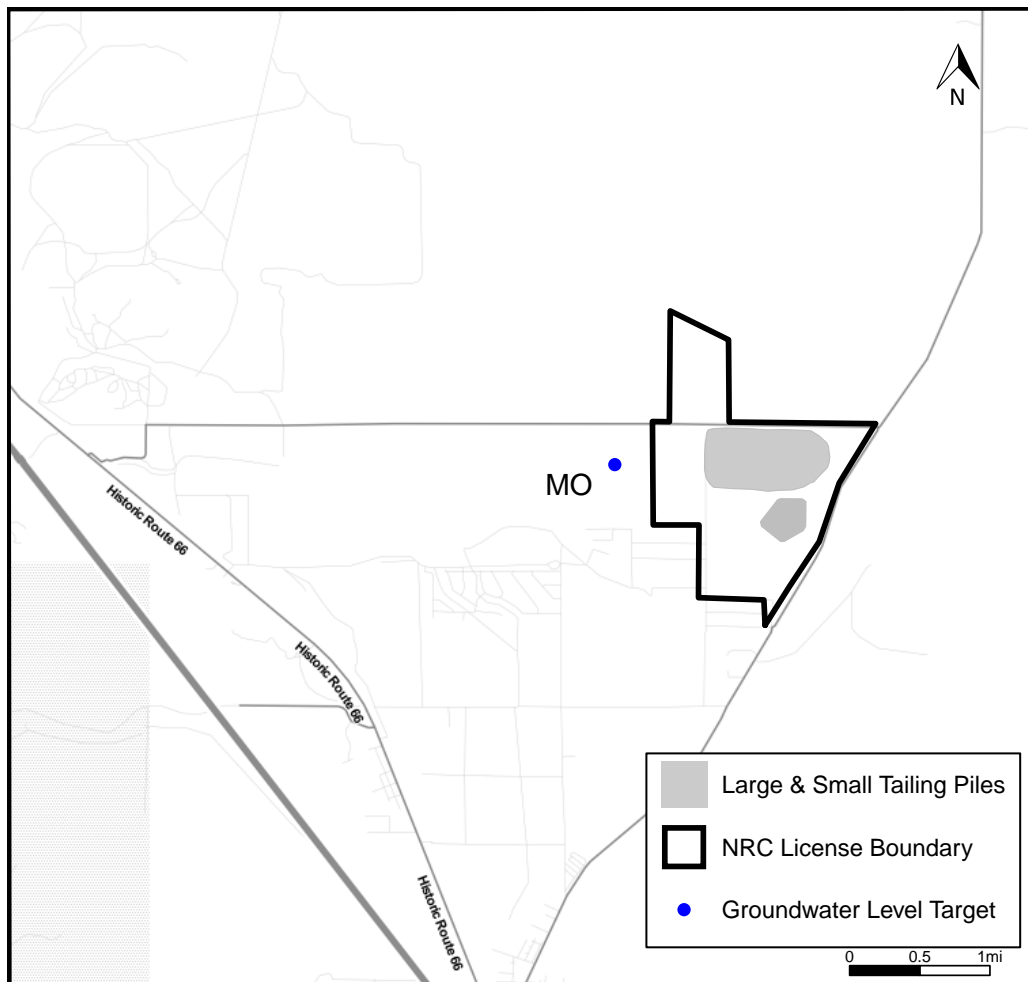 N
MO
Historic Route 66
Historic Route 66
Historic Route 66
Large & Small Tailing Piles
NRC License Boundary
Groundwater Level Target
0 0.5 1mi